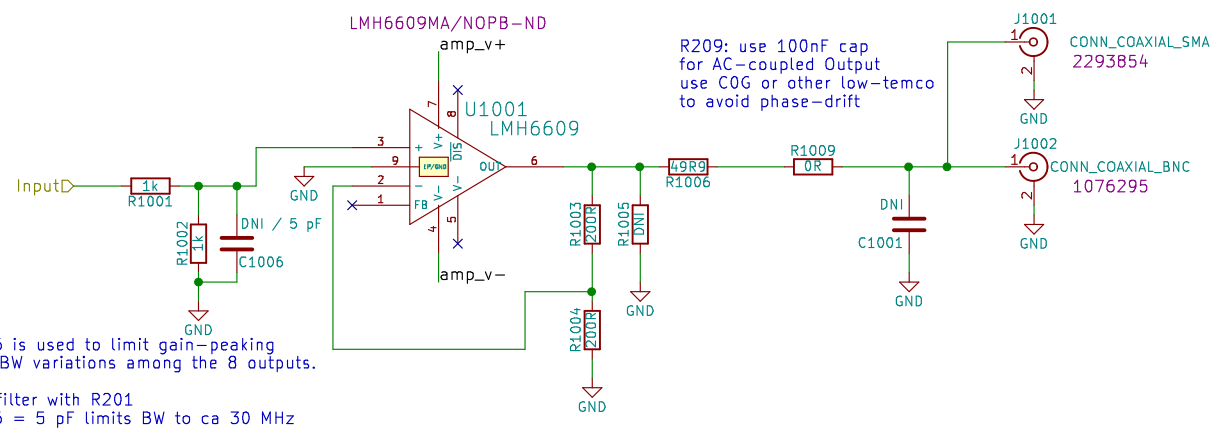 LMH6609MA/NOPB-ND
amp_v+
R209: use 100nF cap
for AC-coupled Output
use C0G or other low-temco
to avoid phase-drift
J1001
1
CONN_COAXIAL_SMA
2293854
2
GND
7
8
U1001
LMH6609
3
+
V+
DIS
9
EP/GND
OUT
6
2
-
1
FB
V-
V-
4
5
GND
amp_v-
Input
1k
R1001
R1002
1k
DNI / 5 pF
C1006
GND
R1003
200R
R1005
DNI
GND
R1004
200R
GND
49R9
R1006
R1009
0R
DNI
C1001
GND
J1002
1
CONN_COAXIAL_BNC
1076295
2
GND
6 is used to limit gain-peaking
BW variations among the 8 outputs.
filter with R201
6 = 5 pF limits BW to ca 30 MHz